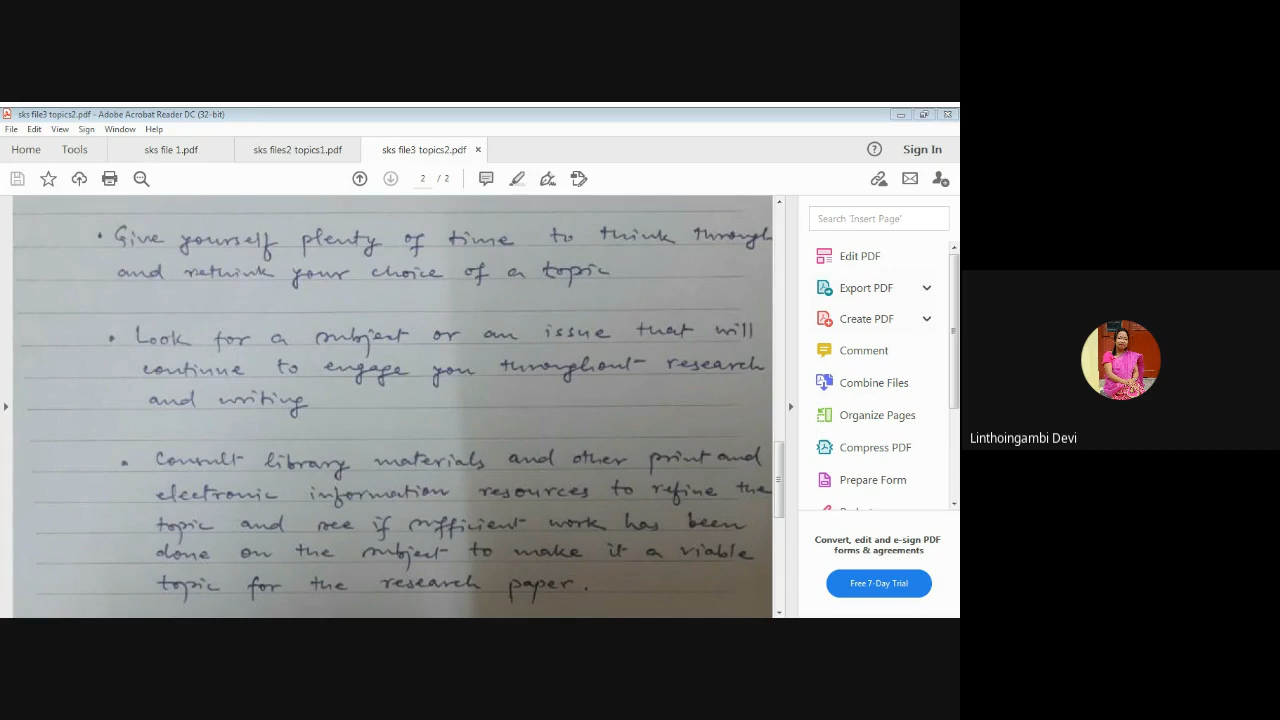 sks file3 topics2.pdf - Adobe Acrobat Reader DC (32-bit)
File Edit View Sign Window Help
Home Tools sks file 1.pdf sks files2 topics1.pdf sks file3 topics2.pdf × Sign In
2 / 2
Search 'Insert Page'
Edit PDF
Export PDF
Create PDF
Comment
Combine Files
Organize Pages
Compress PDF
Prepare Form
Convert, edit and e-sign PDF
forms & agreements
Free 7-Day Trial
• Give yourself plenty of time to think through
and rethink your choice of a topic
• Look for a subject or an issue that will
continue to engage you throughout research
and writing
• Consult library materials and other print and
electronic information resources to refine the
topic and see if sufficient work has been
done on the subject to make it a viable
topic for the research paper.
Linthoingambi Devi